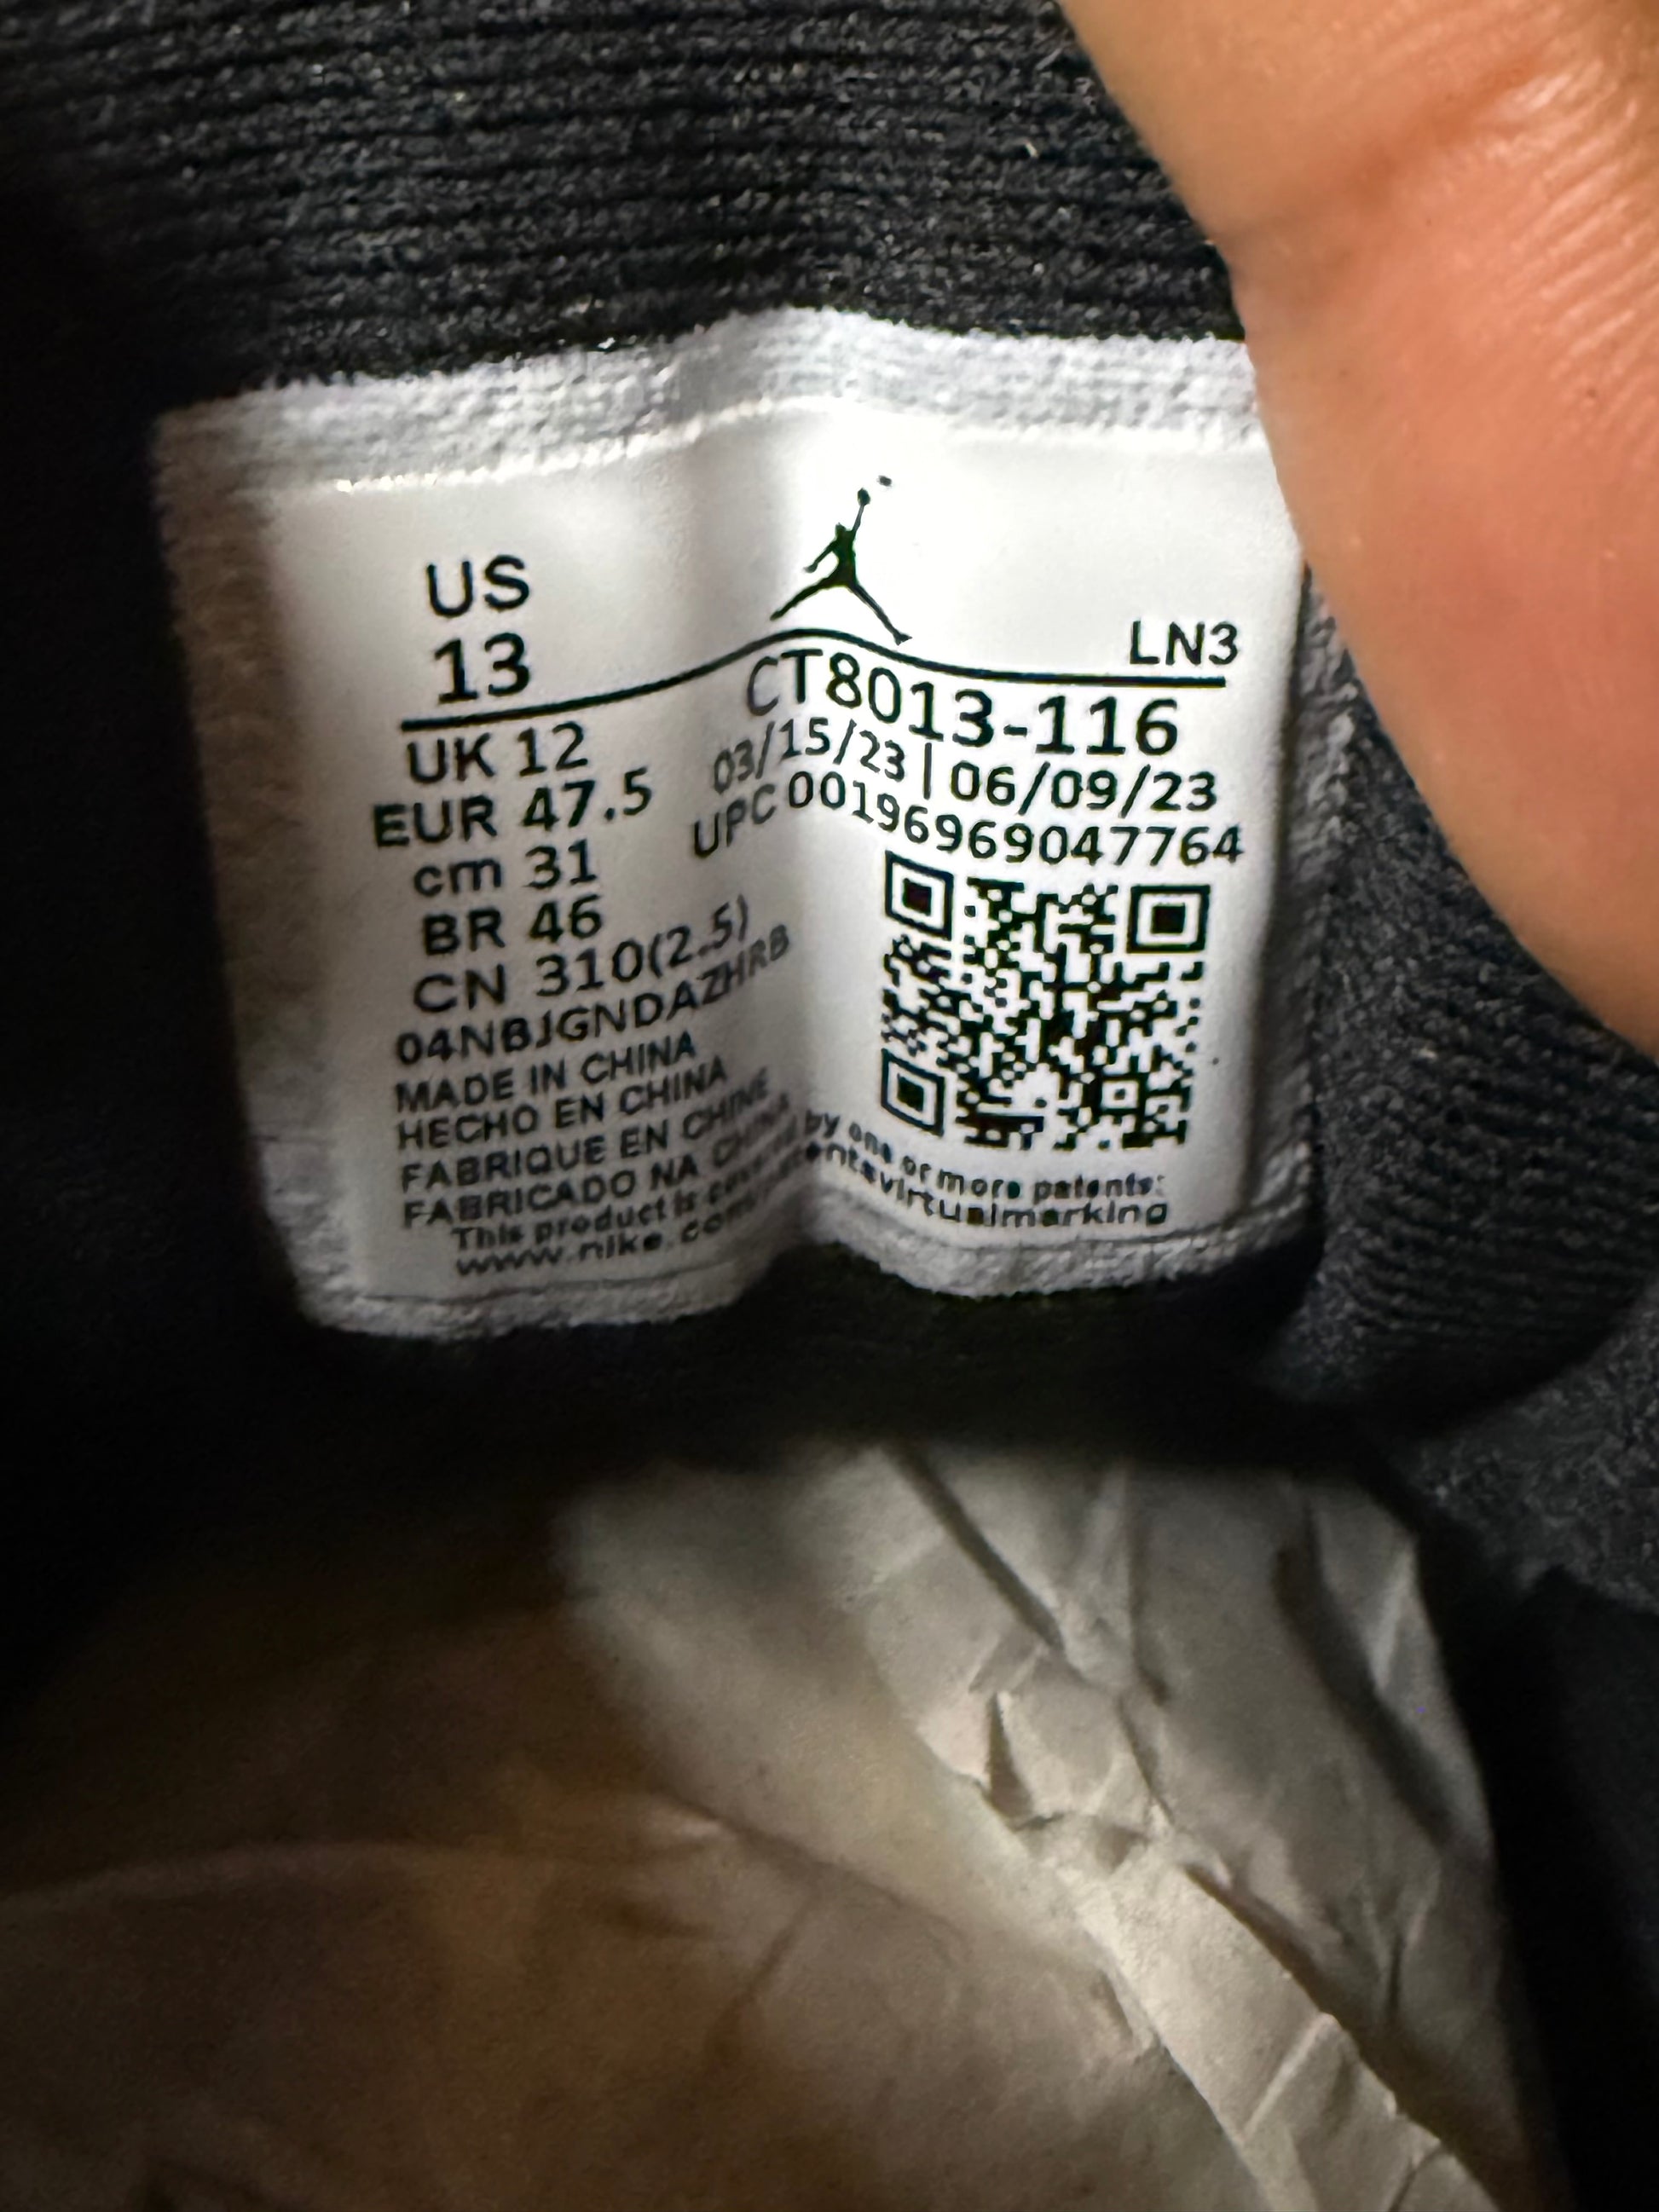 US
13
LN3
UK 12
EUR 47.5
cm 31
BR 46
CN 310(2.5)
04NBJGNDAZHRB
MADE IN CHINA
HECHO EN CHINA
FABRIQUE EN CHINE
FABRICADO NA CHINA
CT8013-116
03/15/23 | 06/09/23
UPC 00196969047764
This product is by one or more patents:
www.nike.com virtualmarking